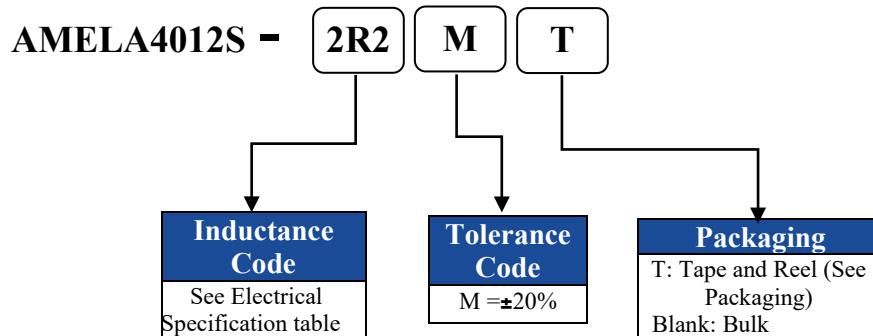 AMELA4012S - 2R2 M T
Inductance
Code
See Electrical
Specification table
Tolerance
Code
M =±20%
Packaging
T: Tape and Reel (See
Packaging)
Blank: Bulk